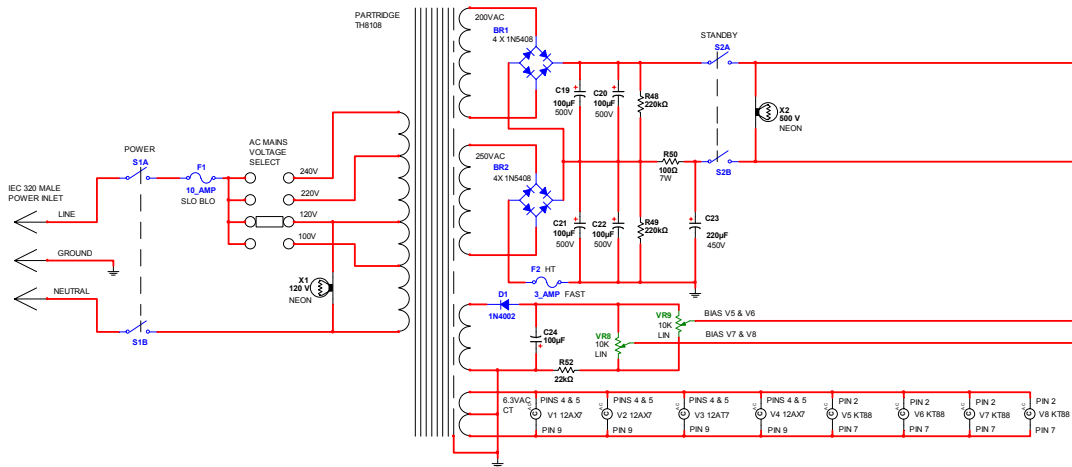 PARTRIDGE
TH8108
200VAC
BR1
4 X 1N5408
STANDBY
S2A
C19
100µF
500V
C20
100µF
500V
R48
220kΩ
X2
500 V
NEON
POWER
S1A
F1
10_AMP
SLO BLO
AC MAINS
VOLTAGE
SELECT
240V
220V
120V
100V
IEC 320 MALE
POWER INLET
LINE
GROUND
NEUTRAL
S1B
X1
120 V
NEON
250VAC
BR2
4X 1N5408
R50
100Ω
7W
S2B
C21
100µF
500V
C22
100µF
500V
R49
220kΩ
C23
220µF
450V
F2 HT
3_AMP FAST
D1
1N4002
C24
100µF
R52
22kΩ
VR8
10K
LIN
VR9
10K
LIN
BIAS V5 & V6
BIAS V7 & V8
6.3VAC
CT
PINS 4 & 5
V1 12AX7
PIN 9
PINS 4 & 5
V2 12AX7
PIN 9
PINS 4 & 5
V3 12AT7
PIN 9
PINS 4 & 5
V4 12AX7
PIN 9
PIN 2
V5 KT88
PIN 7
PIN 2
V6 KT88
PIN 7
PIN 2
V7 KT88
PIN 7
PIN 2
V8 KT88
PIN 7